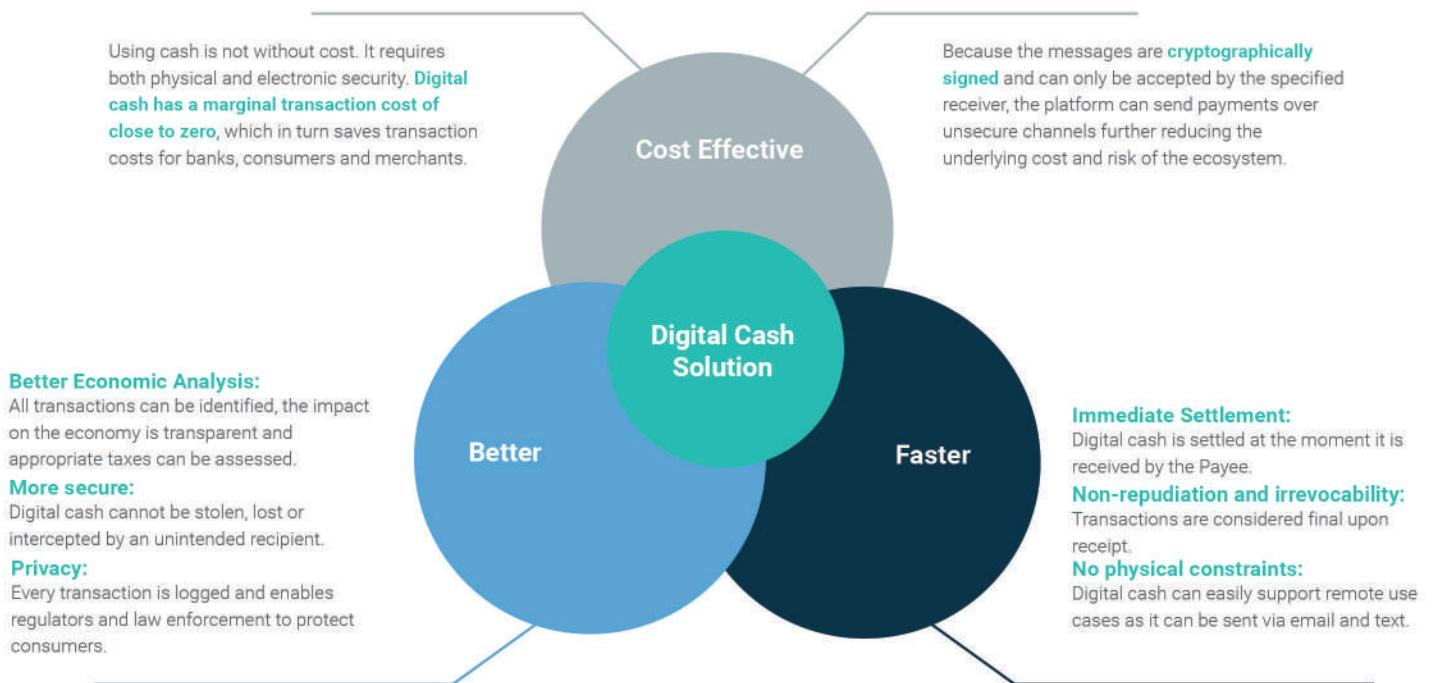 Using cash is not without cost. It requires
both physical and electronic security. Digital
cash has a marginal transaction cost of
close to zero, which in turn saves transaction
costs for banks, consumers and merchants.
Because the messages are cryptographically
signed and can only be accepted by the specified
receiver, the platform can send payments over
unsecure channels further reducing the
underlying cost and risk of the ecosystem.
Cost Effective
Digital Cash
Solution
Better
Faster
Better Economic Analysis:
All transactions can be identified, the impact
on the economy is transparent and
appropriate taxes can be assessed.
More secure:
Digital cash cannot be stolen, lost or
intercepted by an unintended recipient.
Privacy:
Every transaction is logged and enables
regulators and law enforcement to protect
consumers.
Immediate Settlement:
Digital cash is settled at the moment it is
received by the Payee.
Non-repudiation and irrevocability:
Transactions are considered final upon
receipt.
No physical constraints:
Digital cash can easily support remote use
cases as it can be sent via email and text.